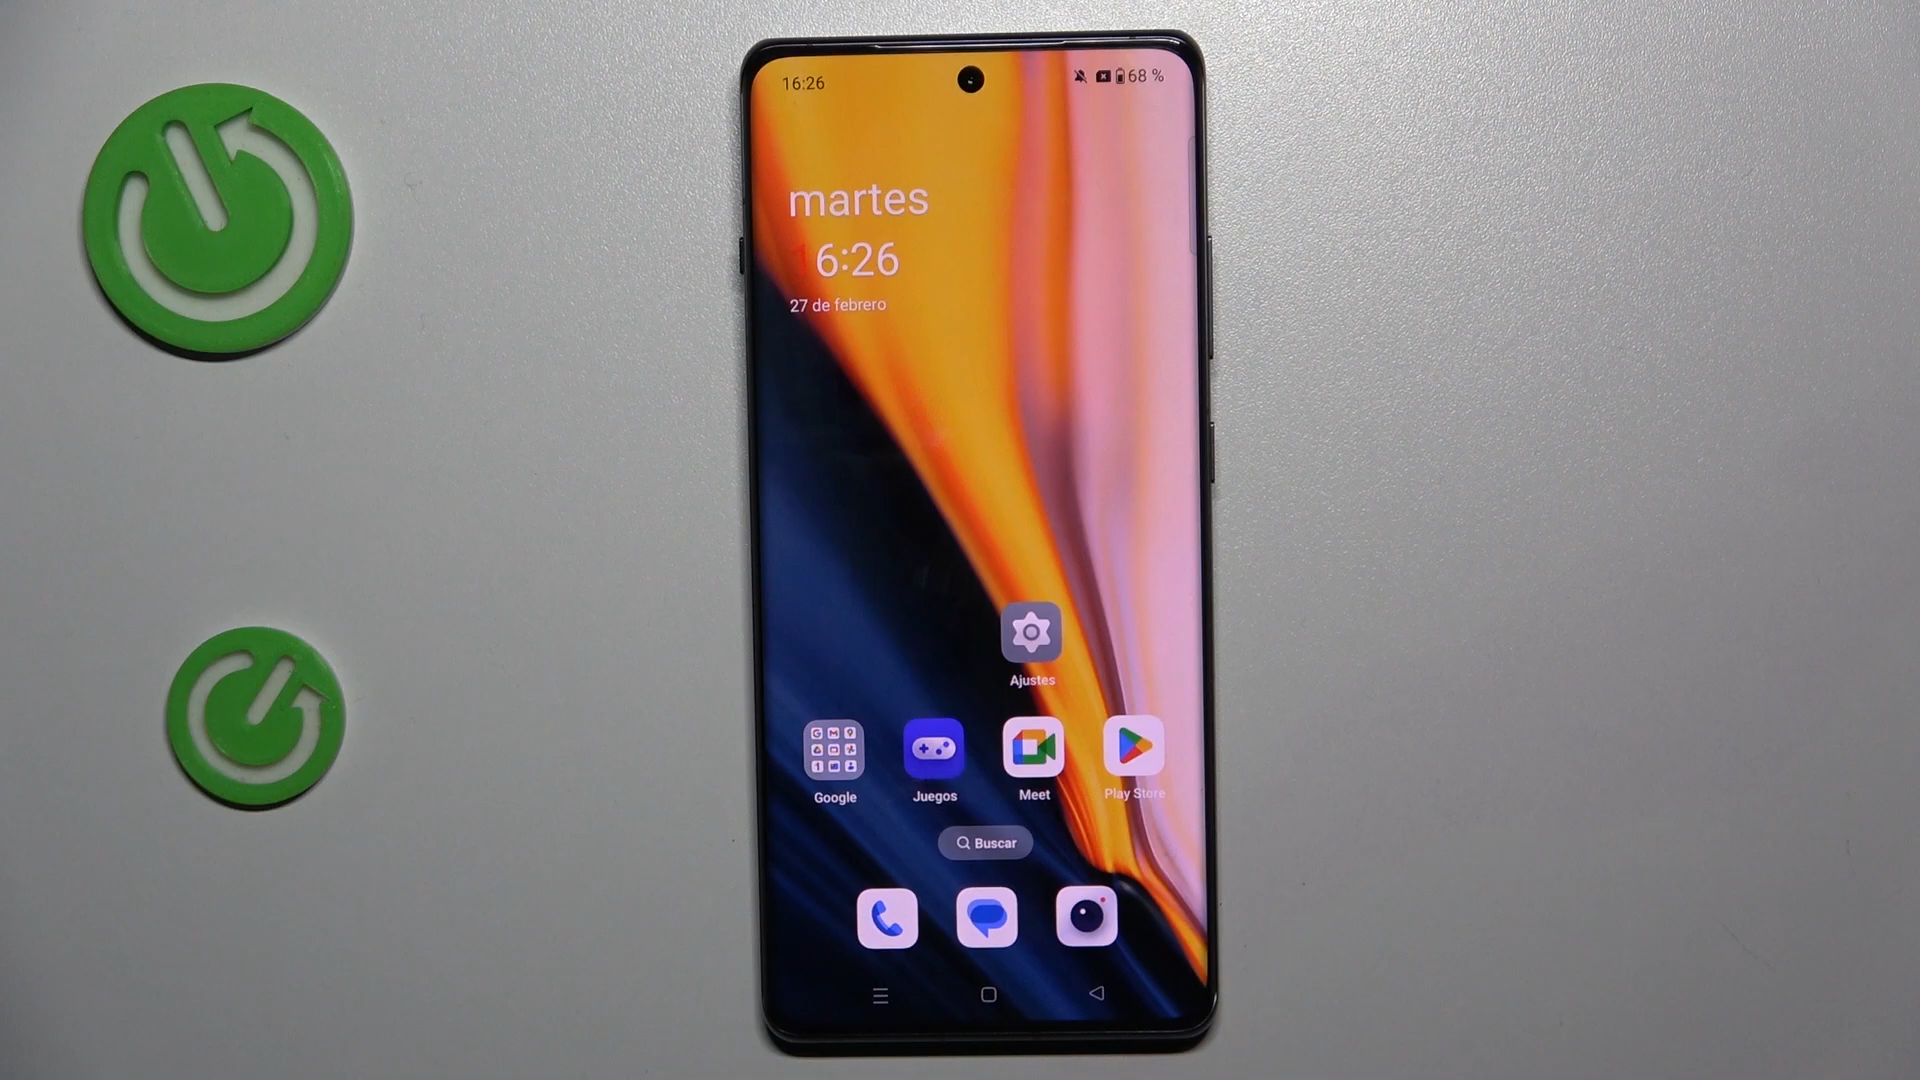 16:26
68 %
martes
16:26
27 de febrero
Ajustes
Google
Juegos
Meet
Play Store
Buscar